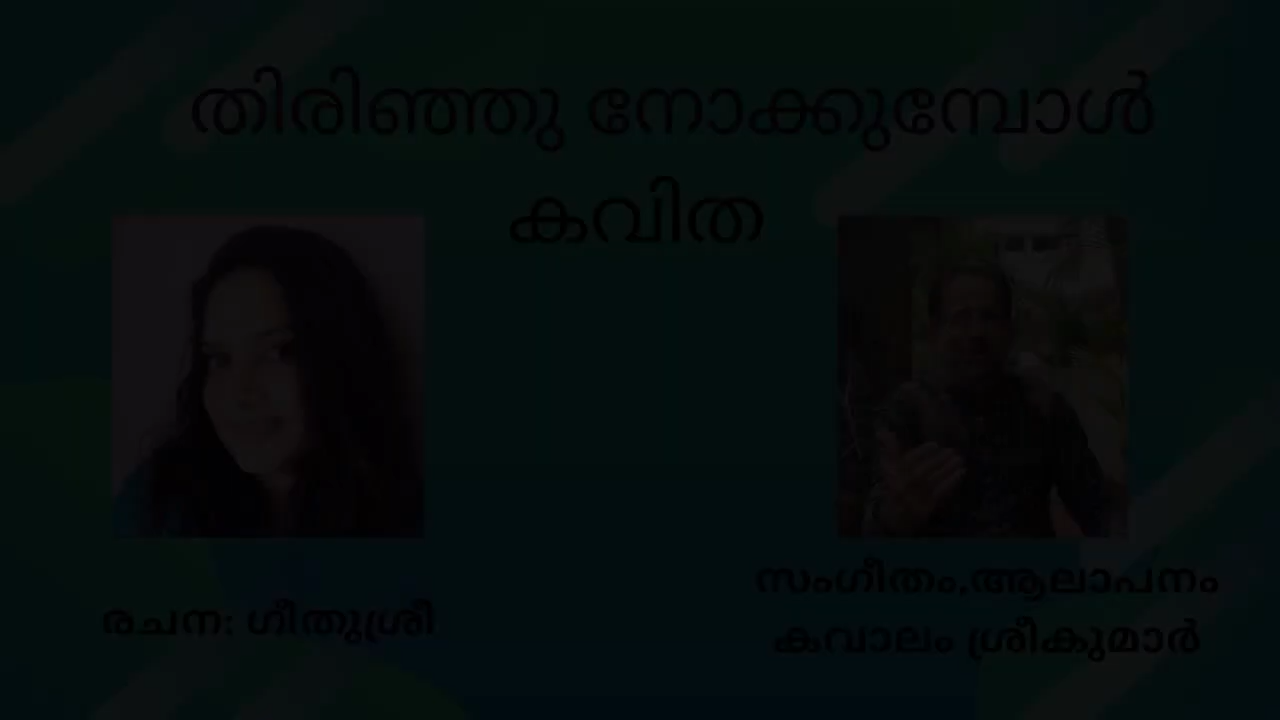 തിരിഞ്ഞു നോക്കുമ്പോൾ
കവിത
രചന: ഗീതുശ്രീ
സംഗീതം,ആലാപനം
കവാലം ശ്രീകുമാർ